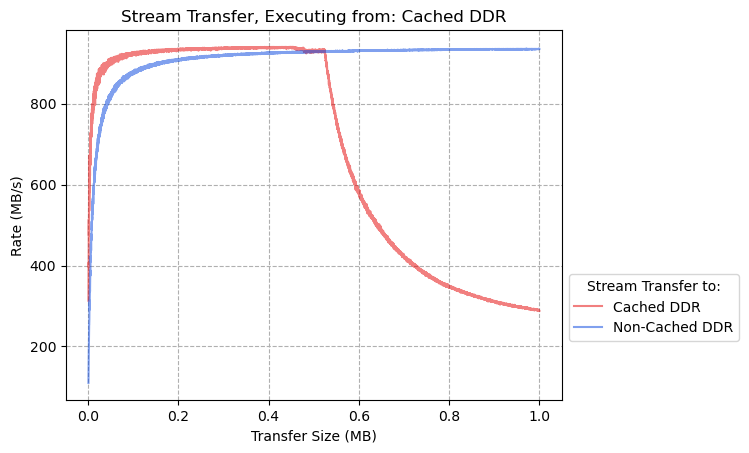 Stream Transfer, Executing from: Cached DDR
Rate (MB/s)
800
600
400
200
0.0 0.2 0.4 0.6 0.8 1.0
Transfer Size (MB)
Stream Transfer to:
Cached DDR
Non-Cached DDR